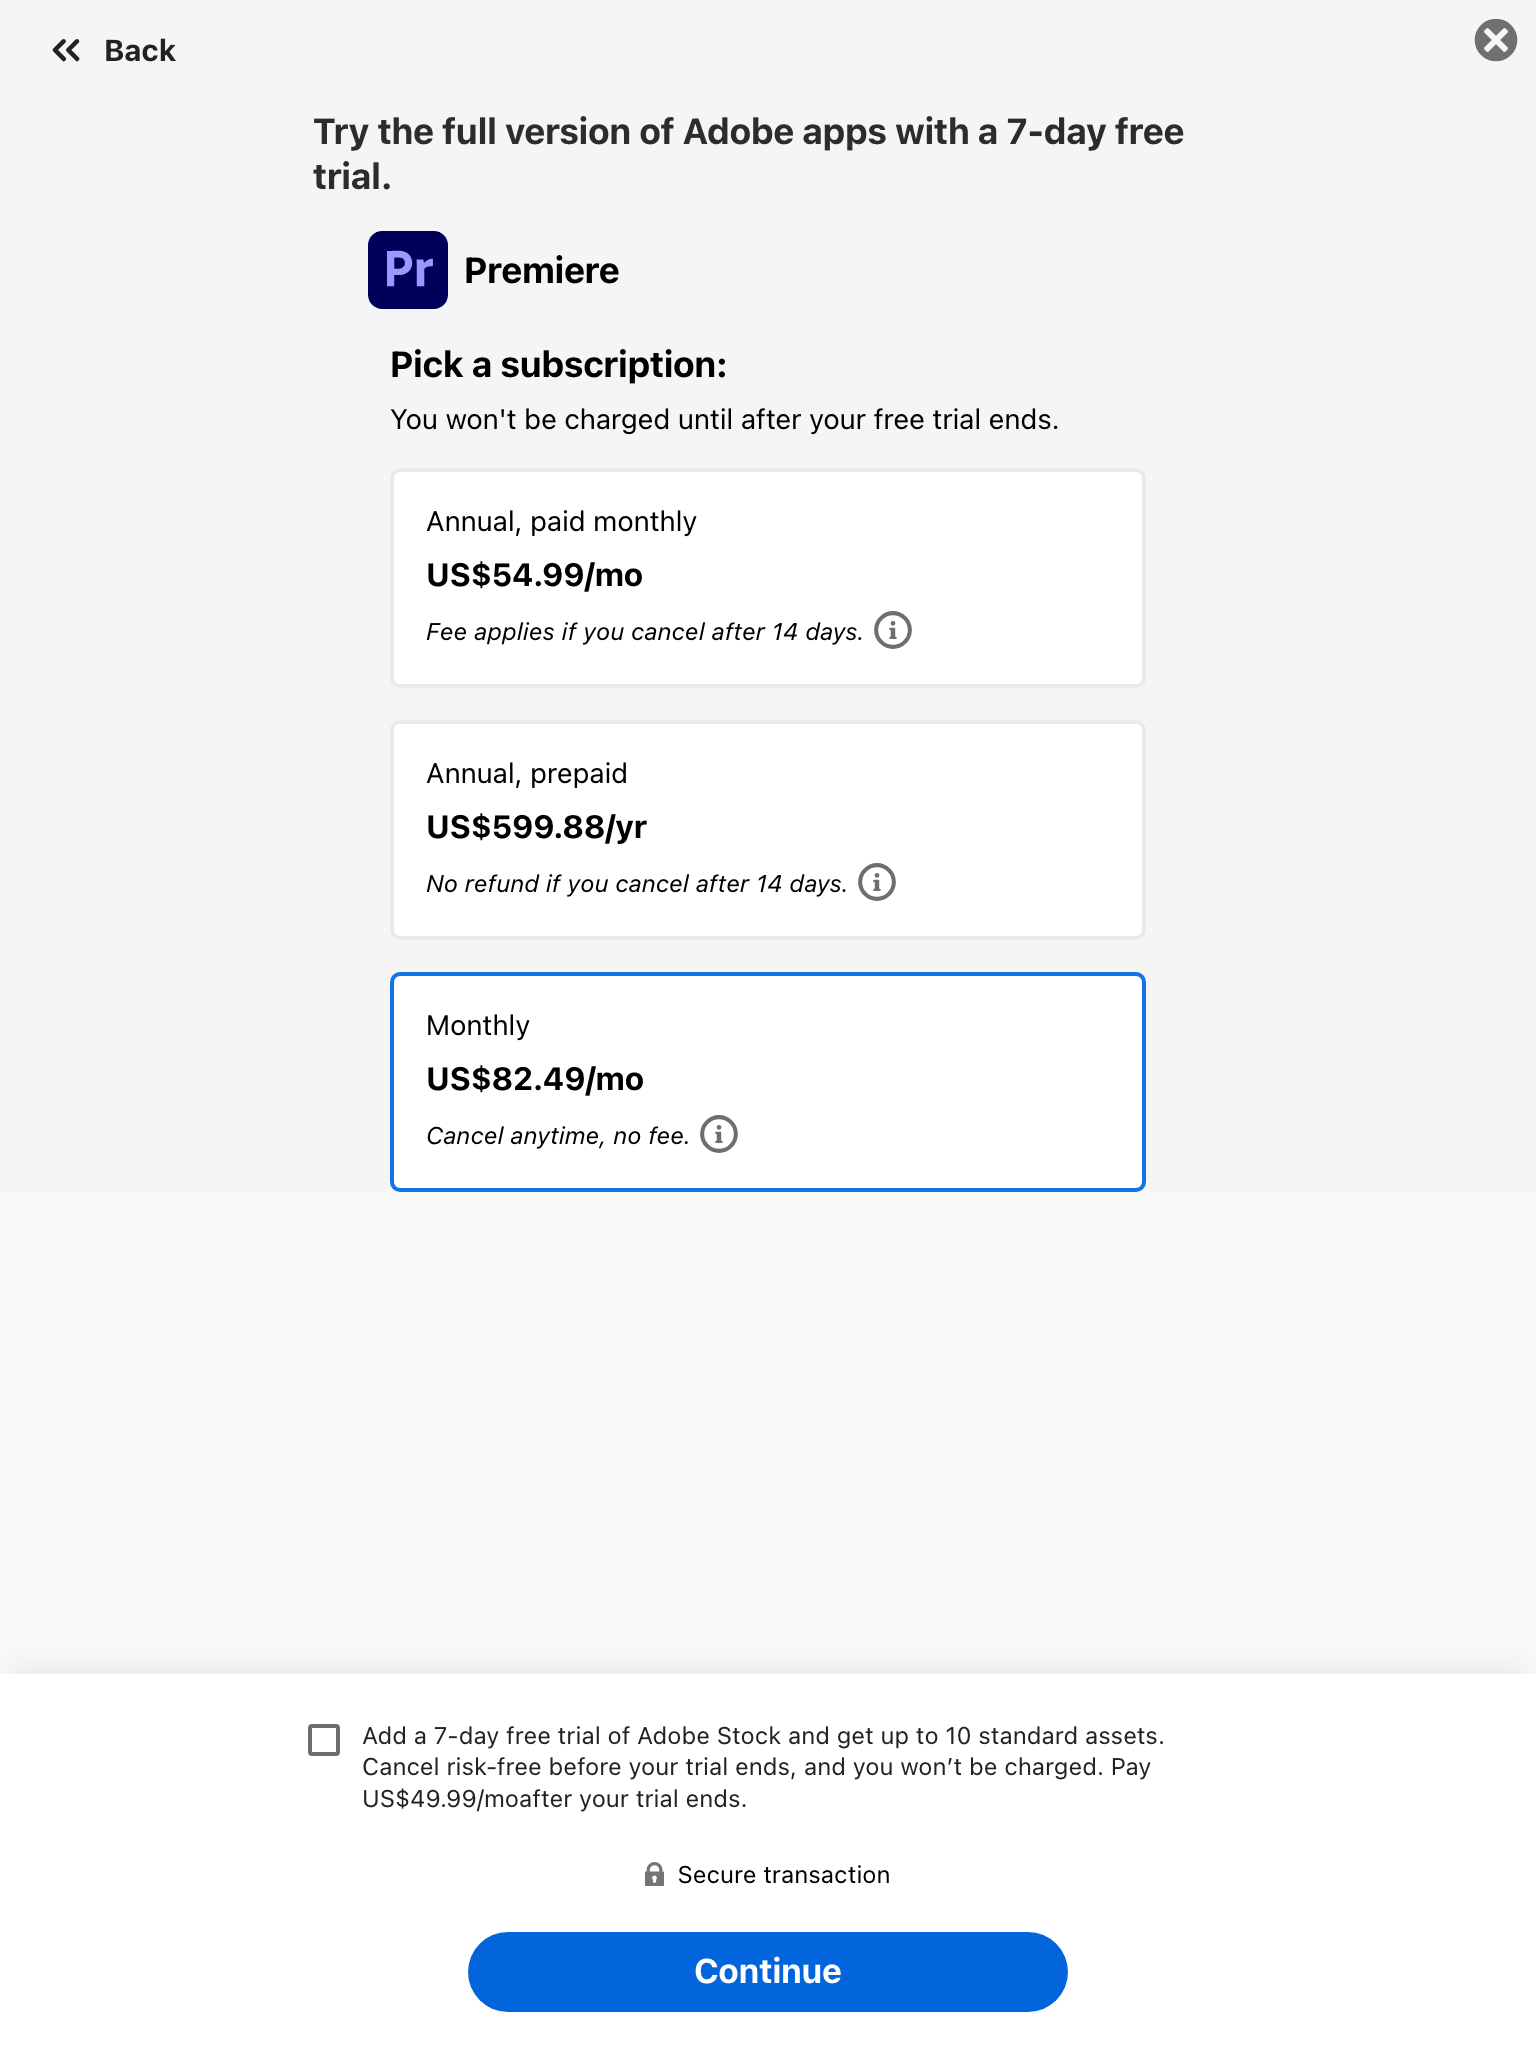 Back
Try the full version of Adobe apps with a 7-day free
trial.
Pr Premiere
Pick a subscription:
You won't be charged until after your free trial ends.
Annual, paid monthly
US$54.99/mo
Fee applies if you cancel after 14 days.
Annual, prepaid
US$599.88/yr
No refund if you cancel after 14 days.
Monthly
US$82.49/mo
Cancel anytime, no fee.
Add a 7-day free trial of Adobe Stock and get up to 10 standard assets.
Cancel risk-free before your trial ends, and you won’t be charged. Pay
US$49.99/moafter your trial ends.
Secure transaction
Continue